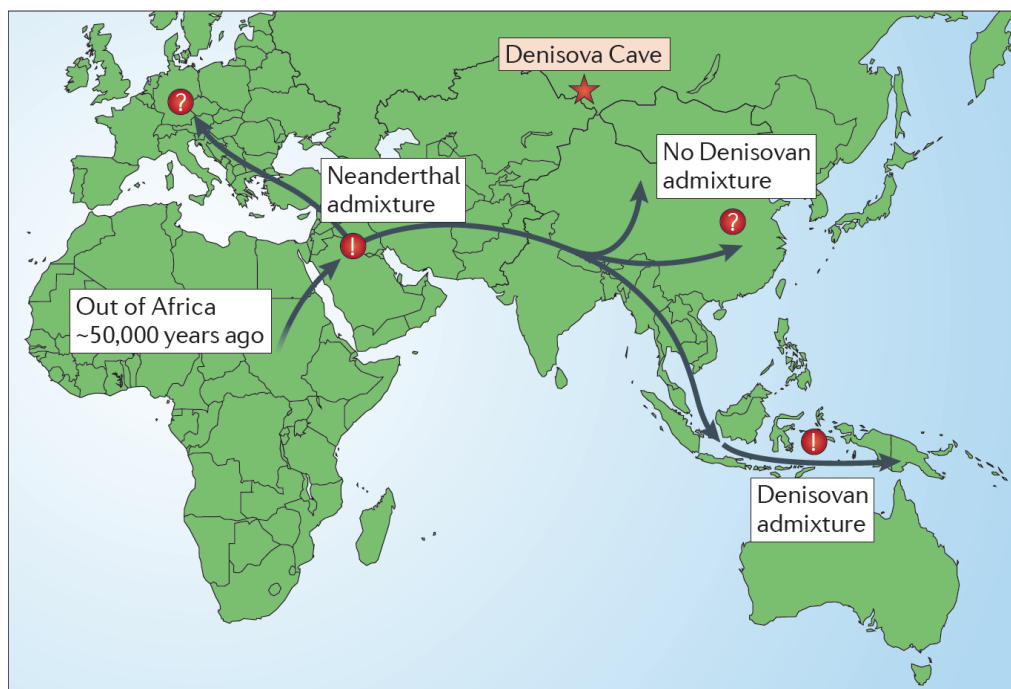 Denisova Cave
?
No Denisovan
admixture
Neanderthal
admixture
?
!
Out of Africa
~50,000 years ago
!
Denisovan
admixture